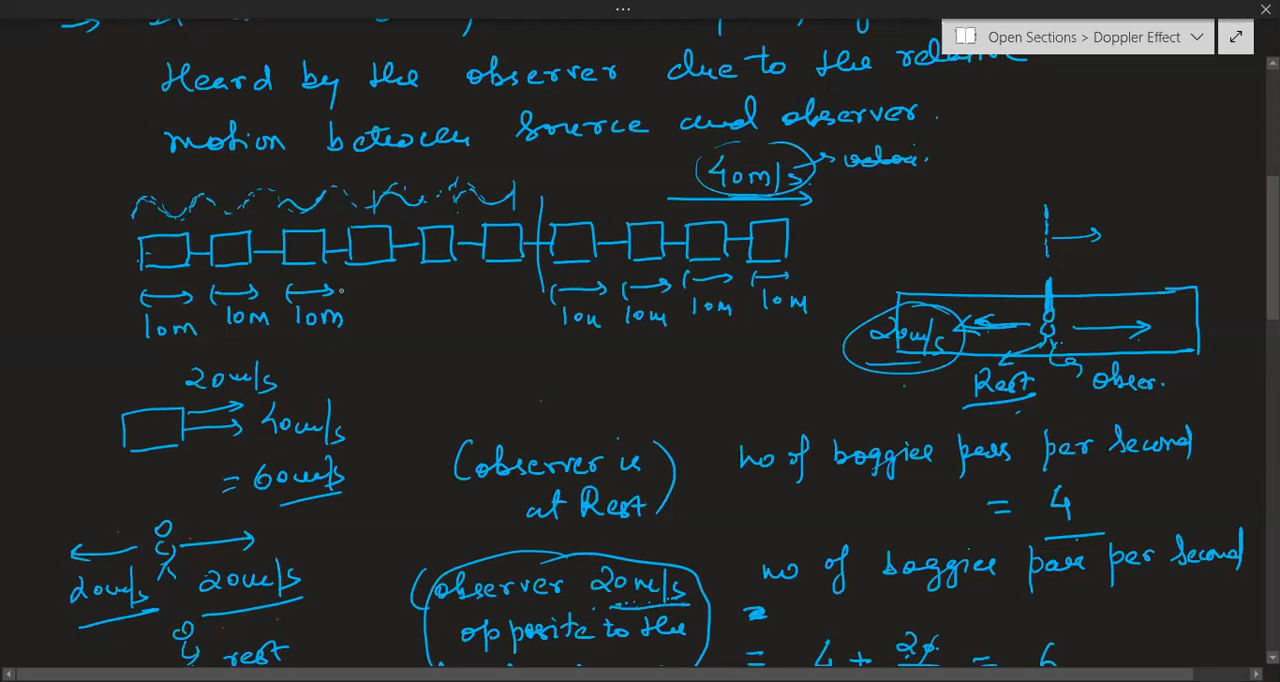 Open Sections > Doppler Effect
Heard by the observer due to the relative
motion between source and observer.
40m/s
10m 10m 10m 10m 10m 10m 10m
20m/s
Rest obser.
20m/s
40m/s
= 60m/s
(observer is
at Rest)
no of boggies pass per second
= 4
20m/s 20m/s
rest
(observer 20m/s
opposite to the
no of boggies pass per second
=
= 4 + 20 = 6